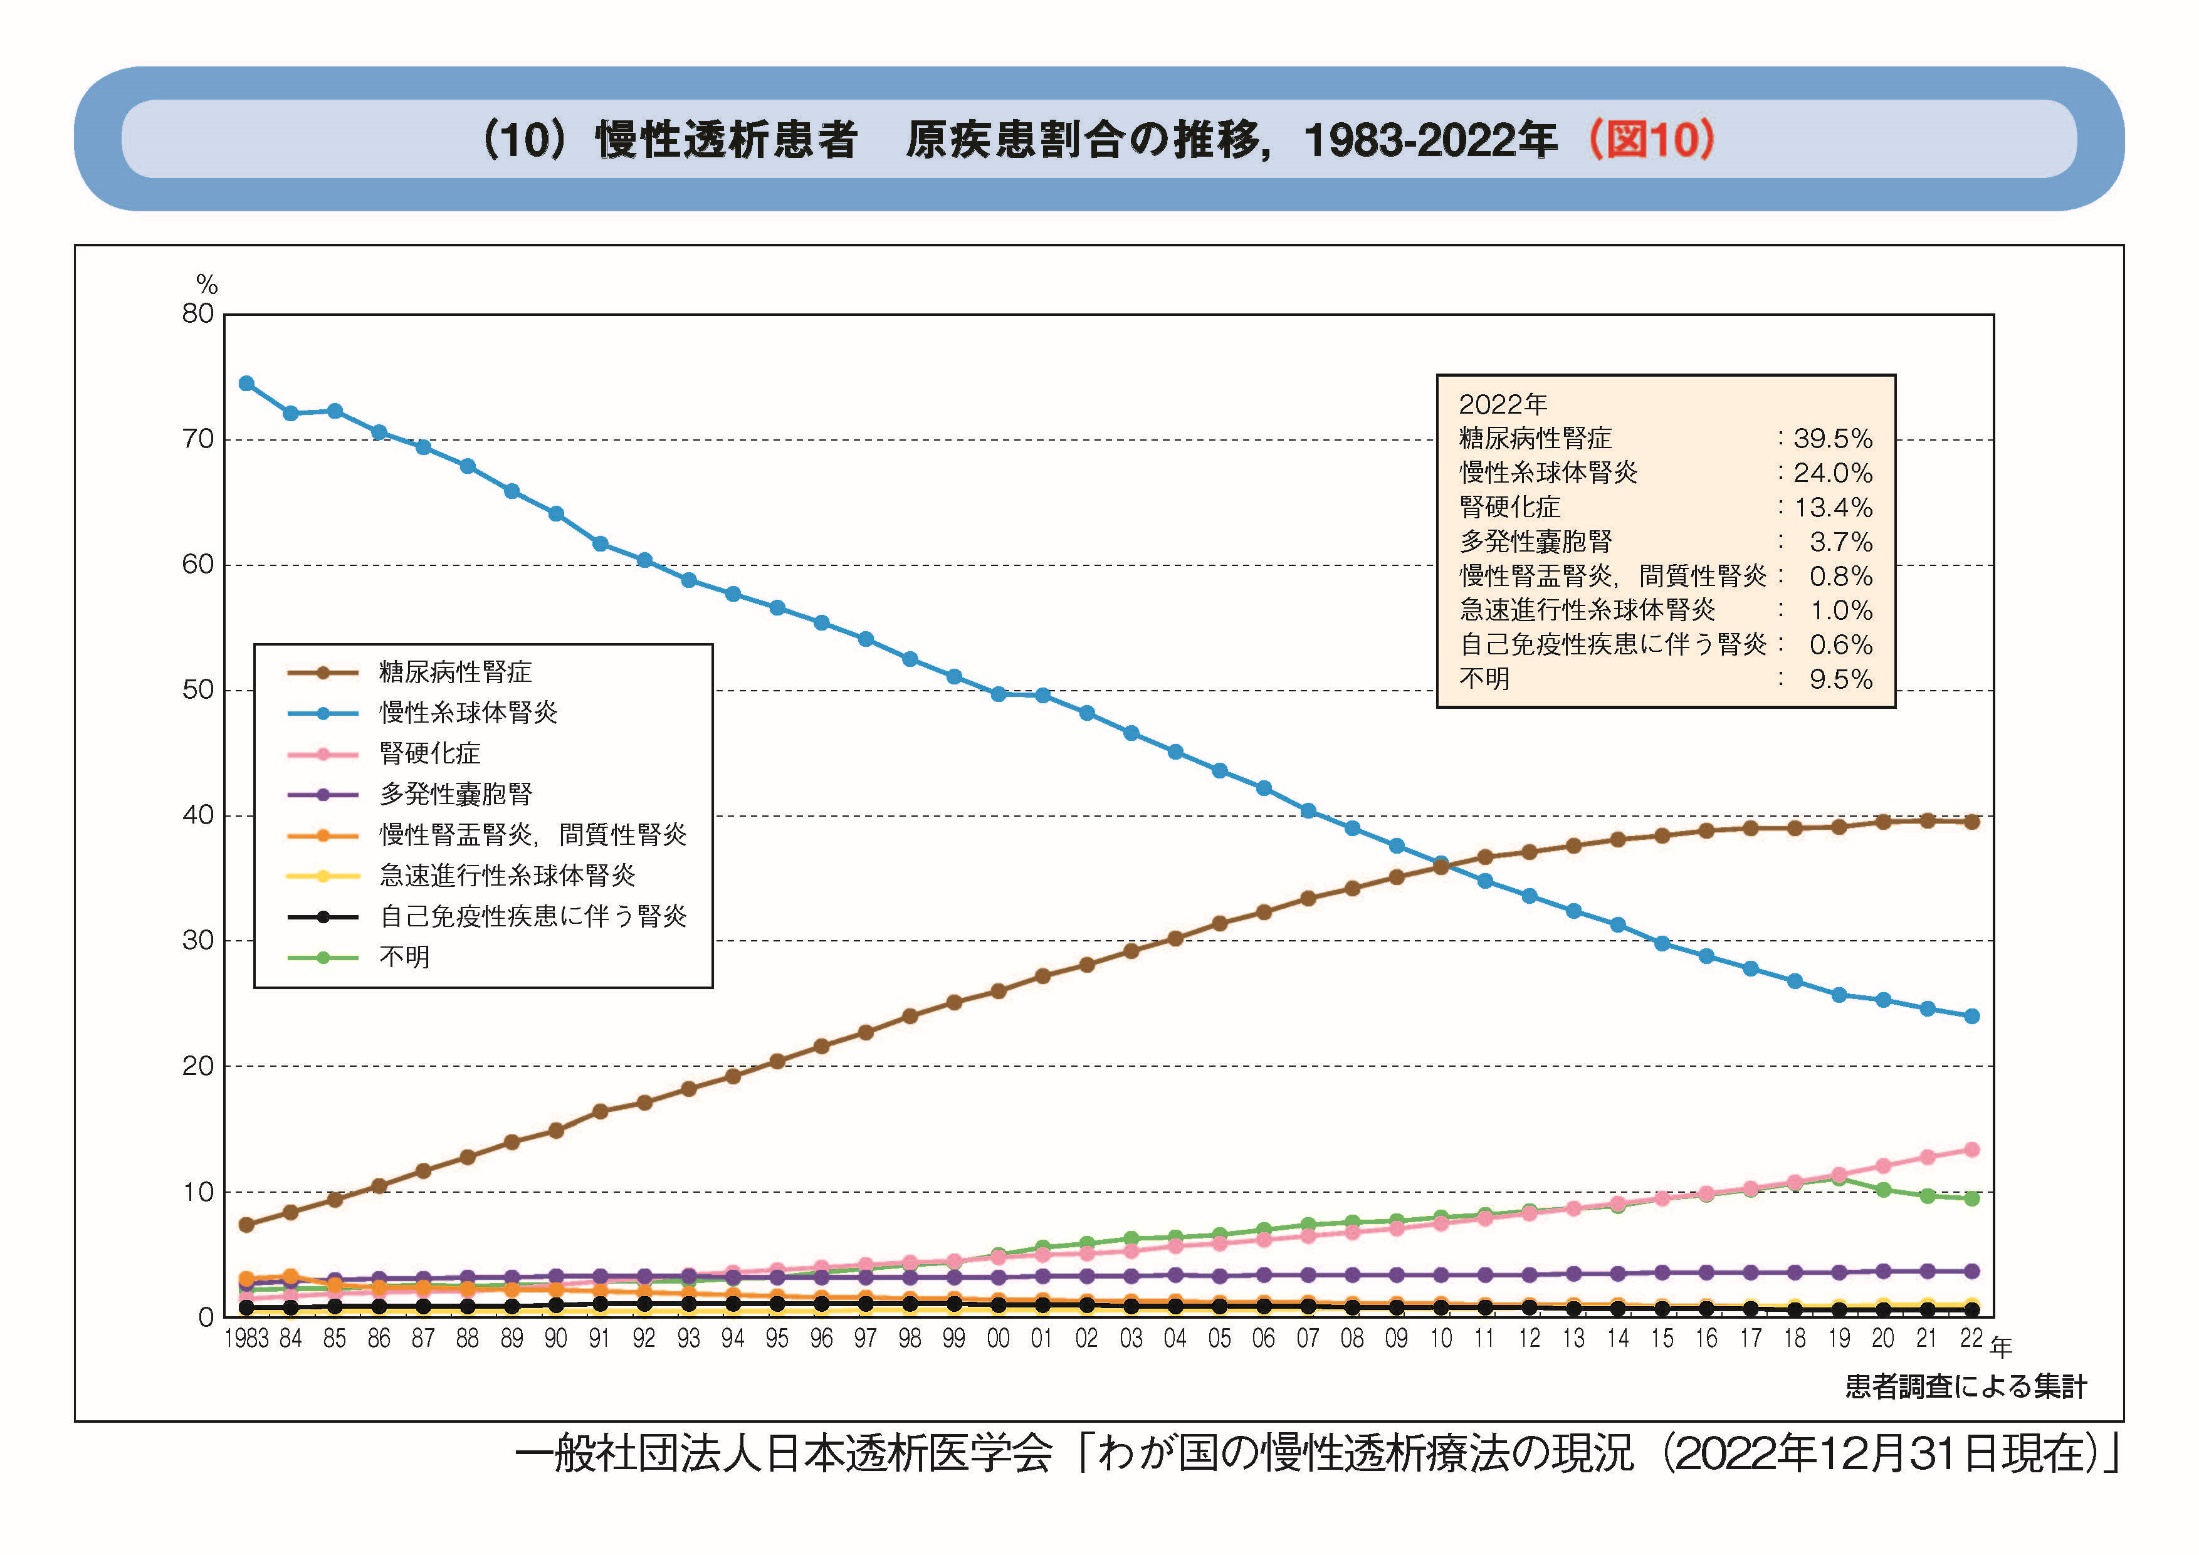 （10）慢性透析患者　原疾患割合の推移，1983-2022年（図10）
%
80
70
60
50
40
30
20
10
0
2022年
糖尿病性腎症：39.5%
慢性糸球体腎炎：24.0%
腎硬化症：13.4%
多発性嚢胞腎：3.7%
慢性腎盂腎炎，間質性腎炎：0.8%
急速進行性糸球体腎炎：1.0%
自己免疫性疾患に伴う腎炎：0.6%
不明：9.5%
糖尿病性腎症
慢性糸球体腎炎
腎硬化症
多発性嚢胞腎
慢性腎盂腎炎，間質性腎炎
急速進行性糸球体腎炎
自己免疫性疾患に伴う腎炎
不明
1983 84 85 86 87 88 89 90 91 92 93 94 95 96 97 98 99 00 01 02 03 04 05 06 07 08 09 10 11 12 13 14 15 16 17 18 19 20 21 22 年
患者調査による集計
一般社団法人日本透析医学会「わが国の慢性透析療法の現況（2022年12月31日現在）」